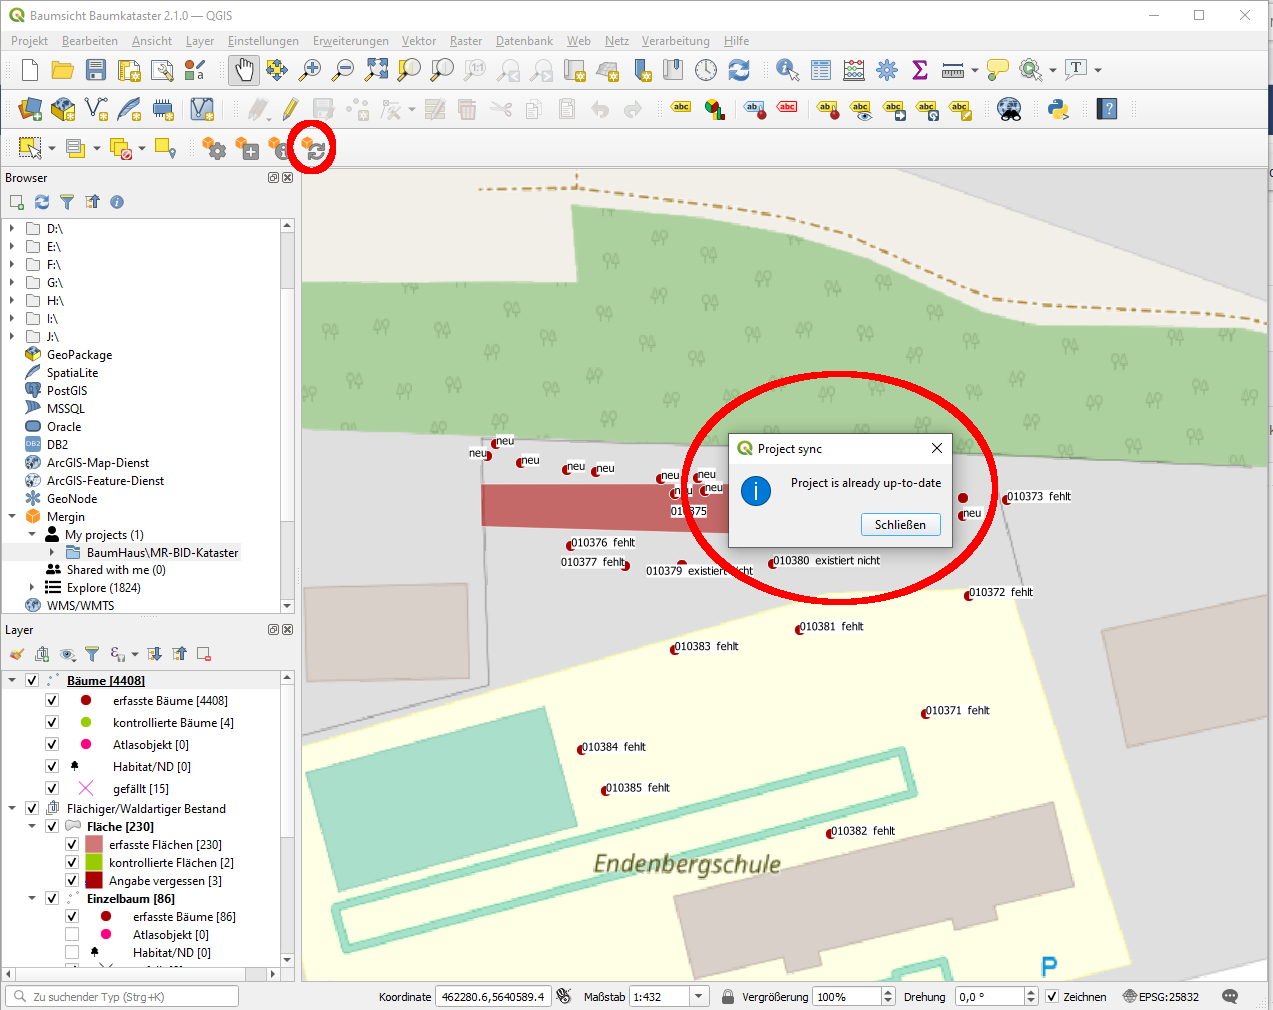 Baumsicht Baumkataster 2.1.0 — QGIS
Projekt Bearbeiten Ansicht Layer Einstellungen Erweiterungen Vektor Raster Datenbank Web Netz Verarbeitung Hilfe
Browser
D:\
E:\
F:\
G:\
H:\
I:\
J:\
GeoPackage
SpatiaLite
PostGIS
MSSQL
Oracle
DB2
ArcGIS-Map-Dienst
ArcGIS-Feature-Dienst
GeoNode
Mergin
My projects (1)
BaumHaus\MR-BID-Kataster
Shared with me (0)
Explore (1824)
WMS/WMTS
Layer
Bäume [4408]
erfasste Bäume [4408]
kontrollierte Bäume [4]
Atlasobjekt [0]
Habitat/ND [0]
gefällt [15]
Flächiger/Waldartiger Bestand
Fläche [230]
erfasste Flächen [230]
kontrollierte Flächen [2]
Angabe vergessen [3]
Einzelbaum [86]
erfasste Bäume [86]
Atlasobjekt [0]
Habitat/ND [0]
neu
neu
neu
neu
neu
neu
neu
neu
neu
010375
Project sync
Project is already up-to-date
Schließen
010373 fehlt
neu
010376 fehlt
010377 fehlt
010379 existiert nicht
010380 existiert nicht
010372 fehlt
010381 fehlt
010383 fehlt
010371 fehlt
010384 fehlt
010385 fehlt
010382 fehlt
Endenbergschule
P
Zu suchender Typ (Strg+K)
Koordinate 462280.6,5640589.4 Maßstab 1:432 Vergrößerung 100% Drehung 0,0 ° Zeichnen EPSG:25832